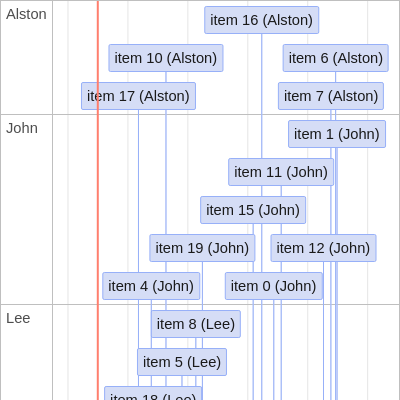 Alston
item 16 (Alston)
item 10 (Alston)
item 6 (Alston)
item 17 (Alston)
item 7 (Alston)
John
item 1 (John)
item 11 (John)
item 15 (John)
item 19 (John)
item 12 (John)
item 4 (John)
item 0 (John)
Lee
item 8 (Lee)
item 5 (Lee)
item 18 (Lee)